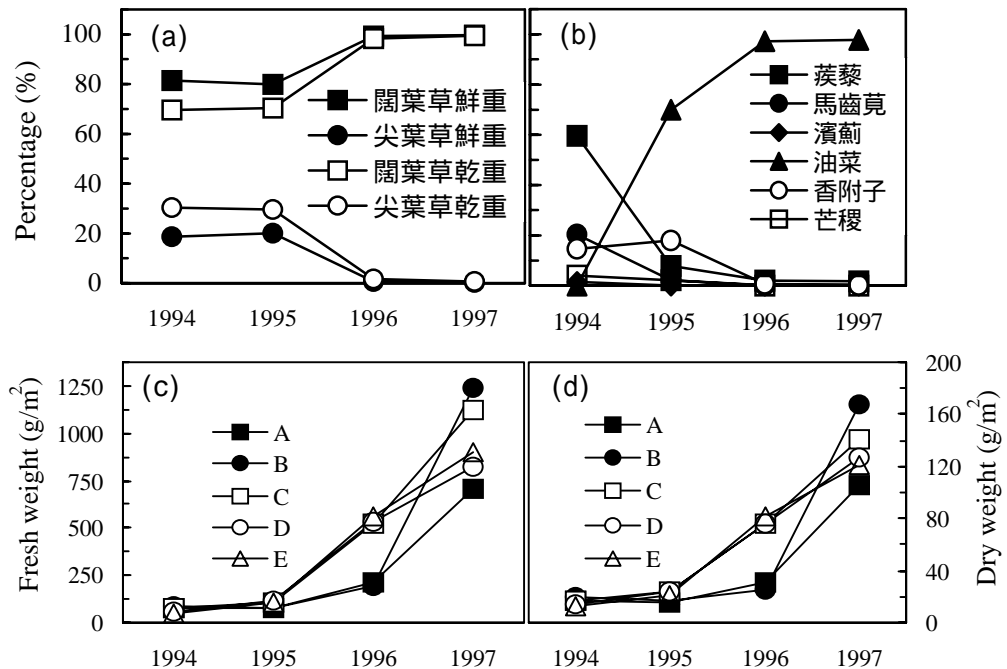 Percentage (%)
100
80
60
40
20
0
(a)
闊葉草鮮重
尖葉草鮮重
闊葉草乾重
尖葉草乾重
1994 1995 1996 1997
(b)
蒺藜
馬齒莧
濱薊
油菜
香附子
芒稷
1994 1995 1996 1997
Fresh weight (g/m²)
1250
1000
750
500
250
0
(c)
A
B
C
D
E
1994 1995 1996 1997
(d)
A
B
C
D
E
1994 1995 1996 1997
200
160
120
80
40
0
Dry weight (g/m²)